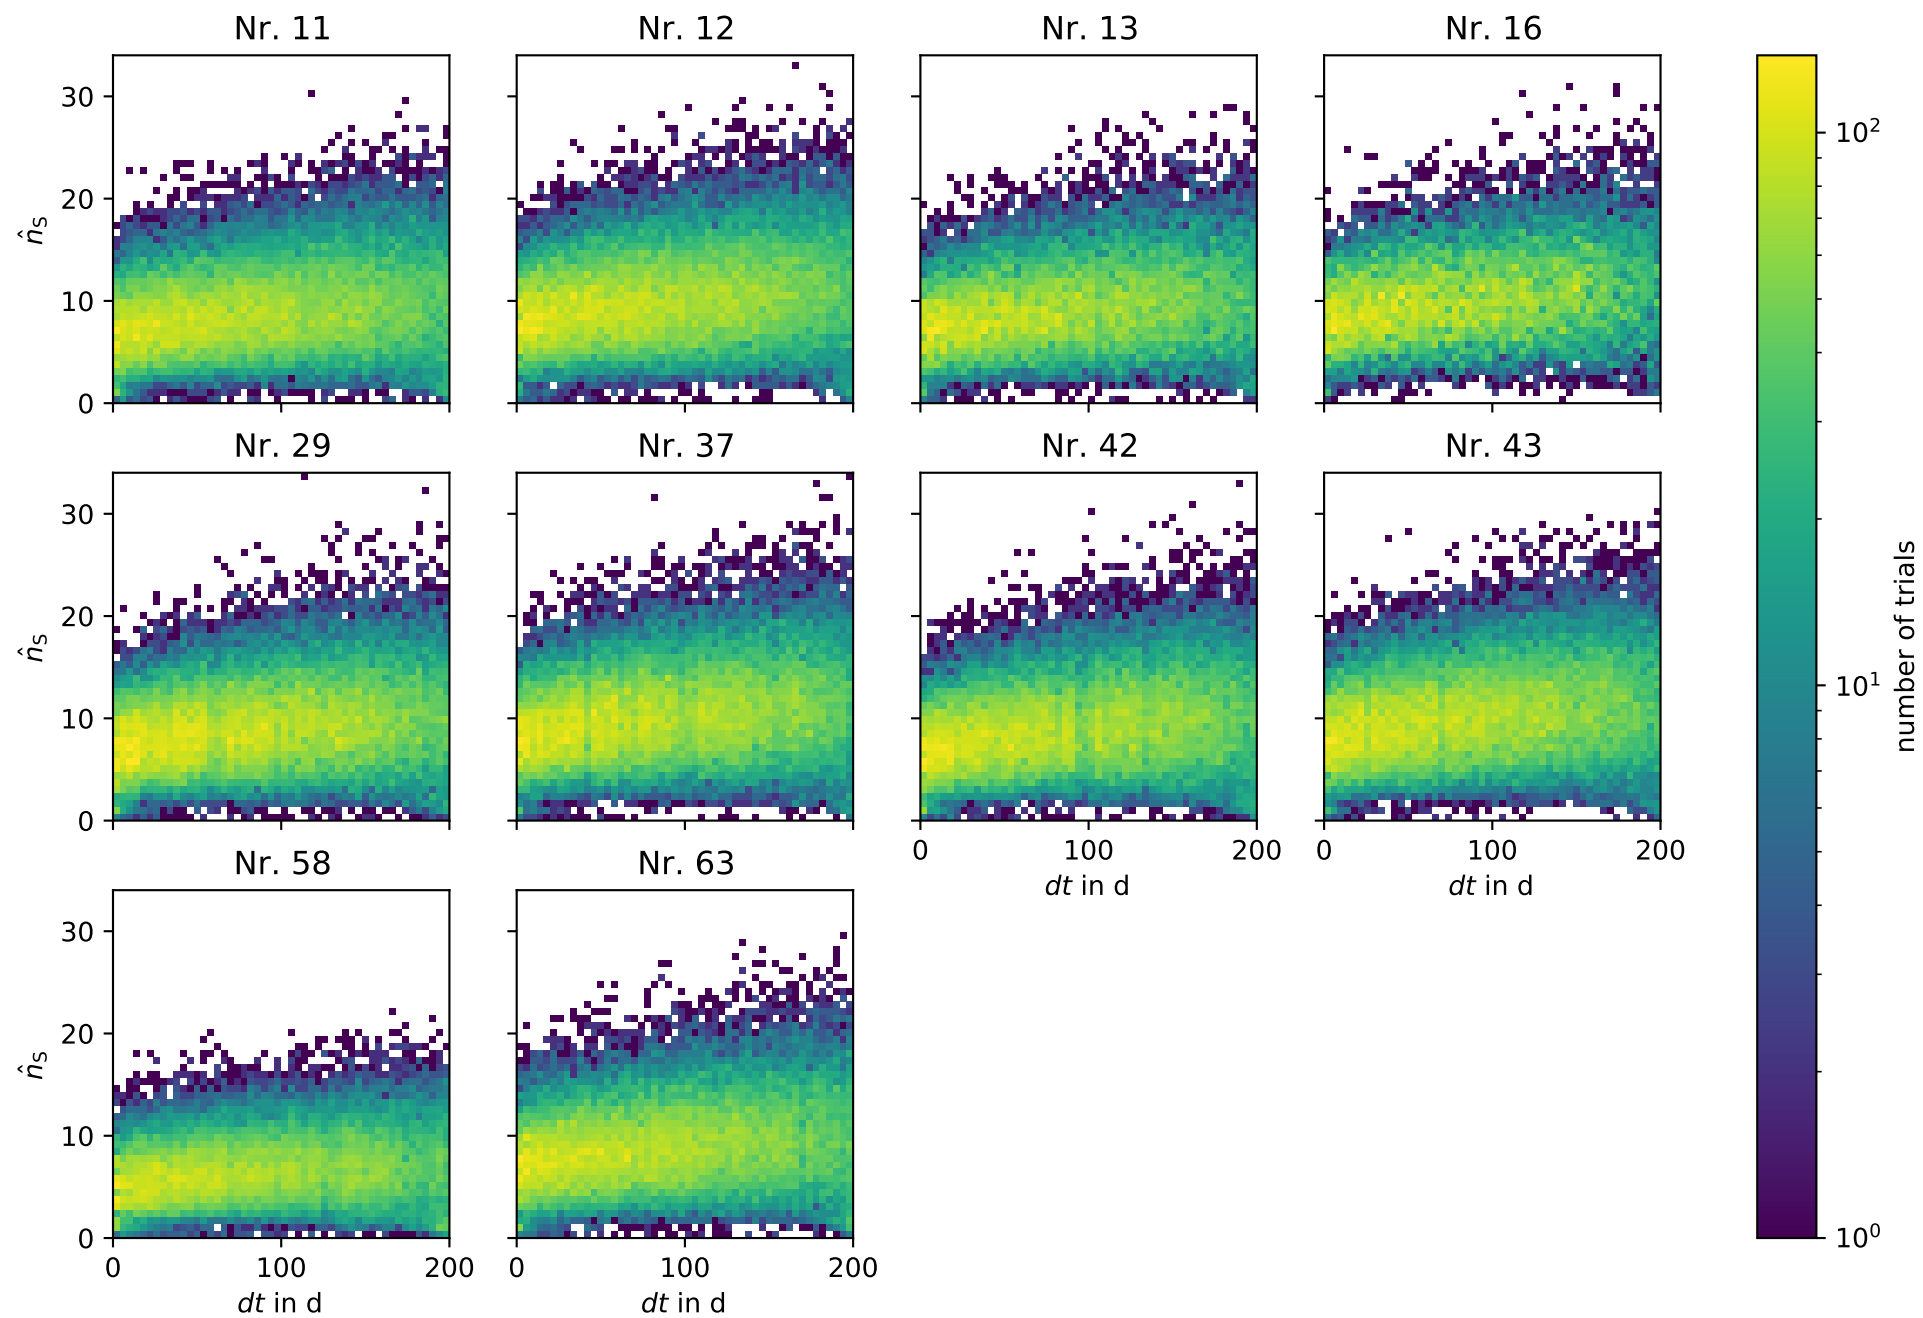 Nr. 11 Nr. 12 Nr. 13 Nr. 16
30
20
10
0
n̂S
10²
Nr. 29 Nr. 37 Nr. 42 Nr. 43
30
20
10
0
n̂S
0 100 200 0 100 200
dt in d dt in d
10¹
number of trials
Nr. 58 Nr. 63
30
20
10
0
n̂S
0 100 200 0 100 200
dt in d dt in d
10⁰